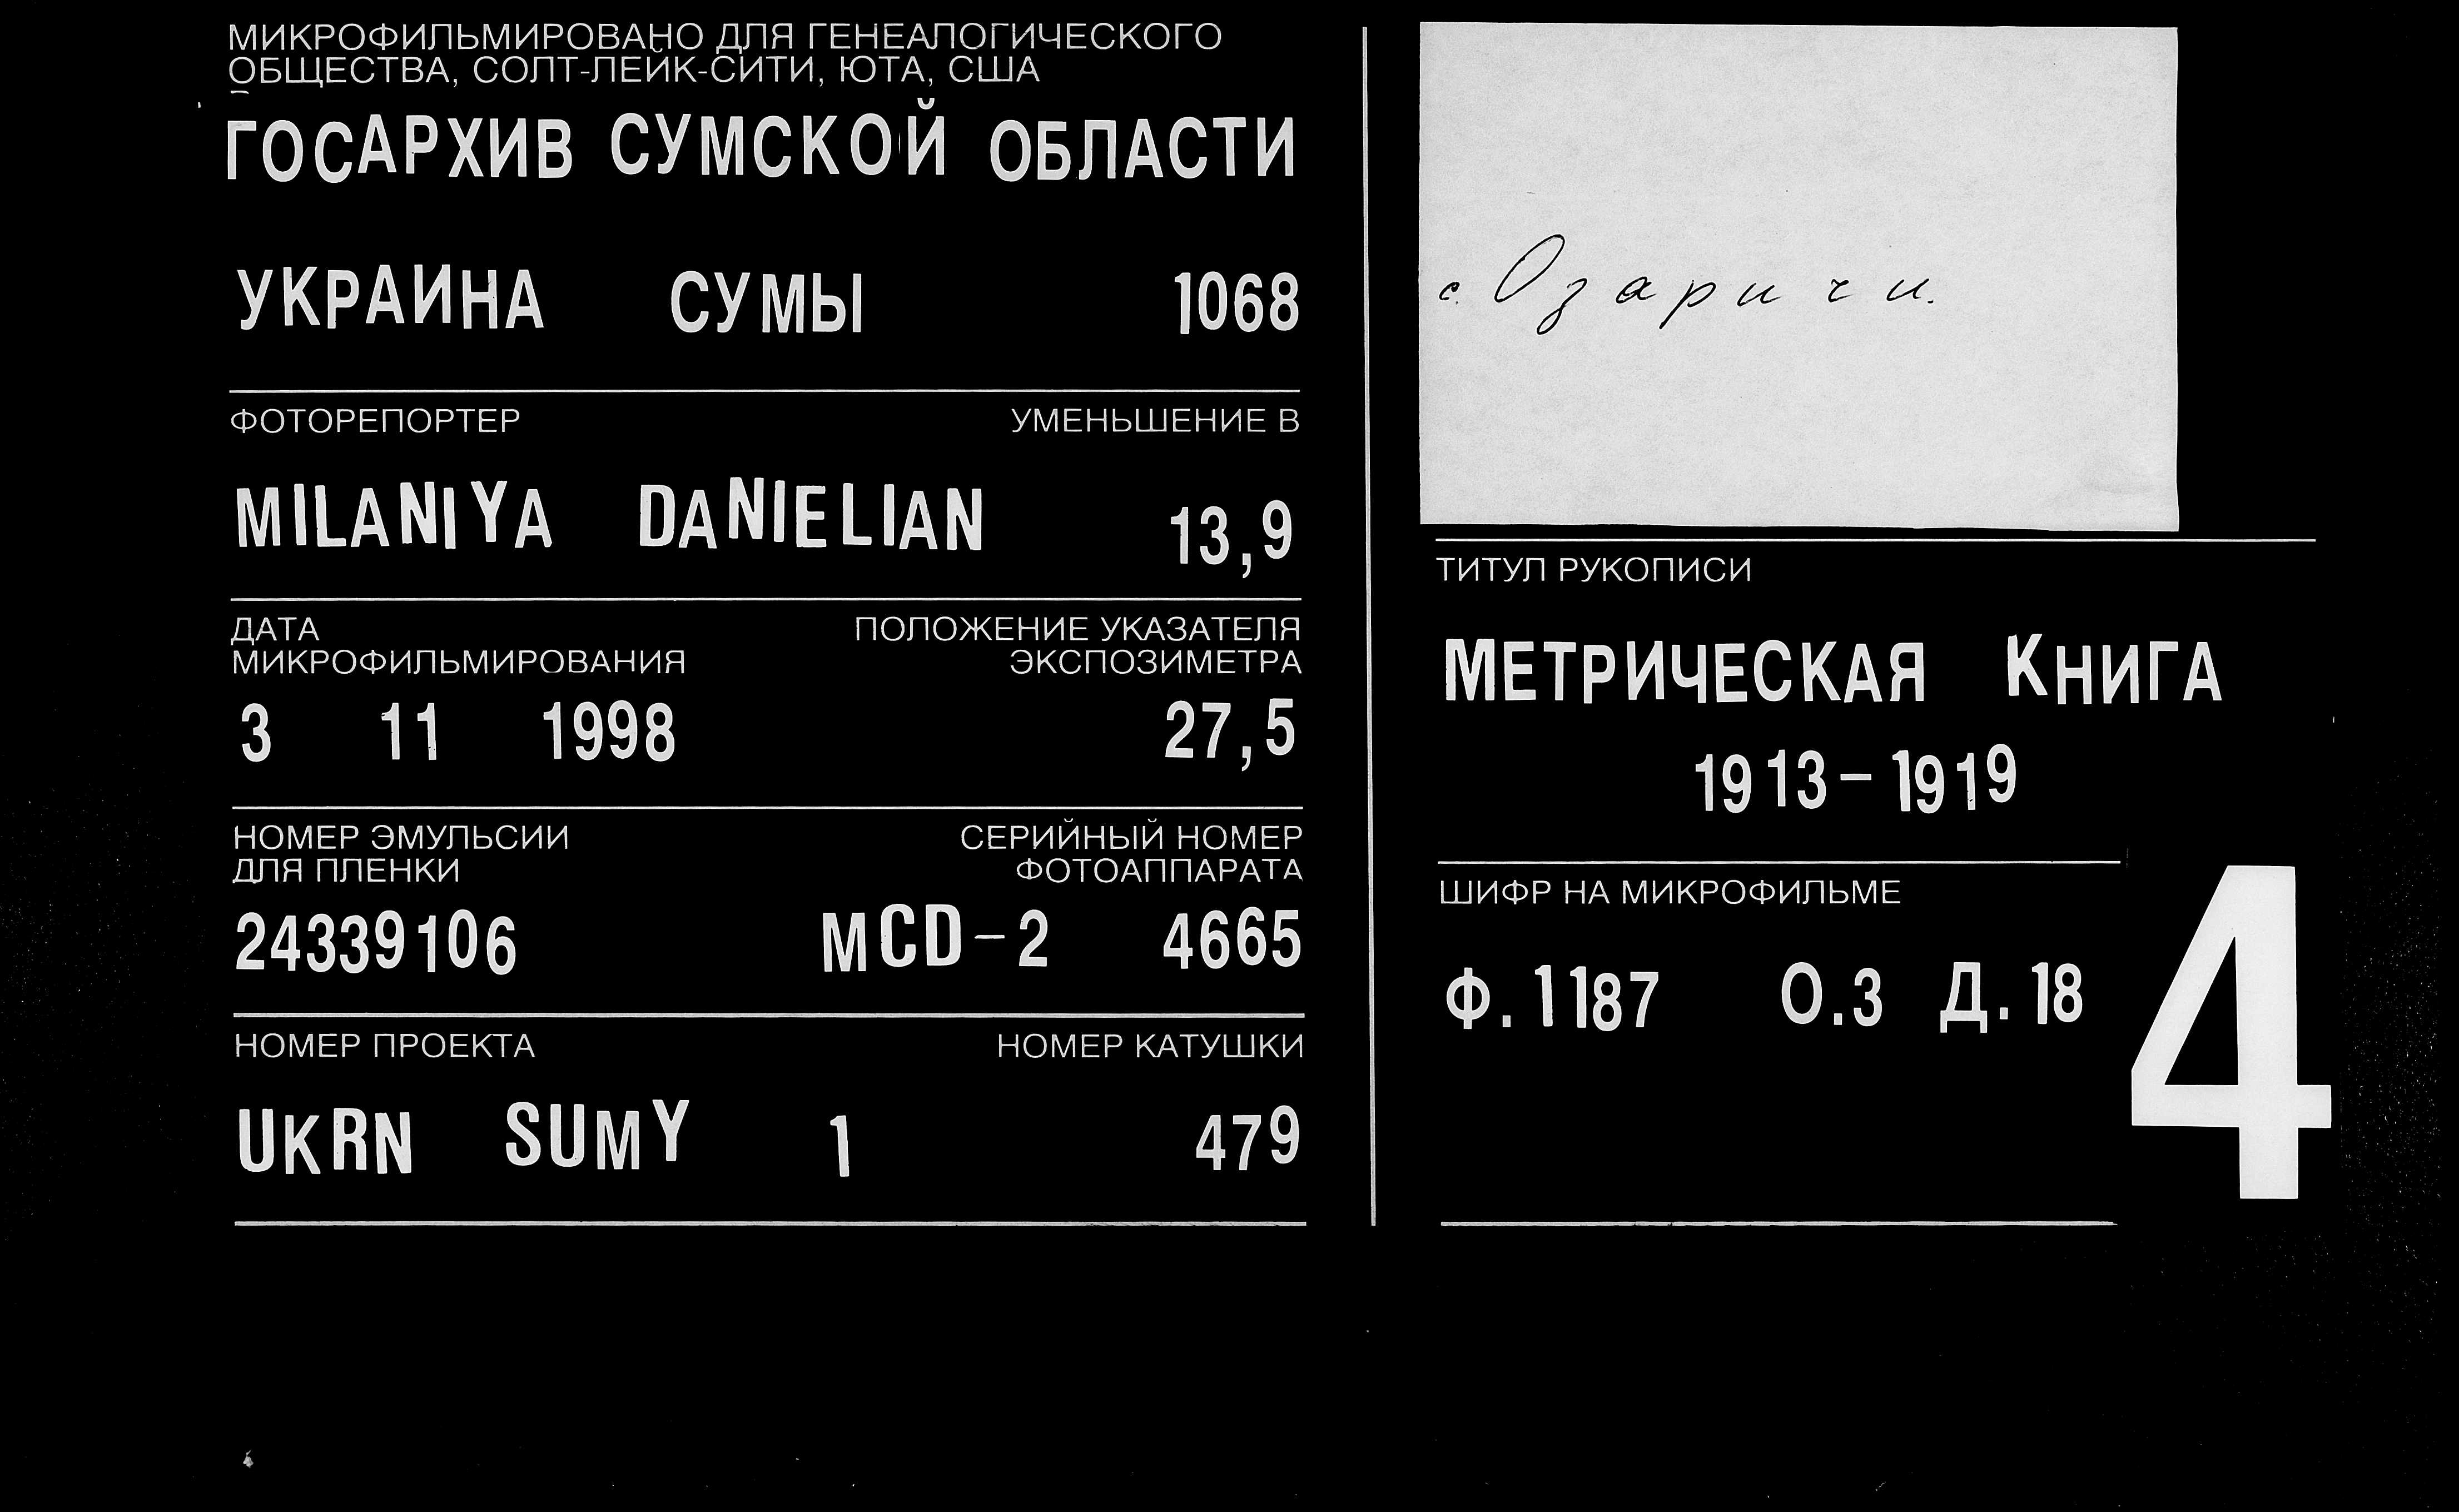 МИКРОФИЛЬМИРОВАНО ДЛЯ ГЕНЕАЛОГИЧЕСКОГО
ОБЩЕСТВА, СОЛТ-ЛЕЙК-СИТИ, ЮТА, США
ГОСАРХИВ СУМСКОЙ ОБЛАСТИ
УКРАИНА СУМЫ 1068
ФОТОРЕПОРТЕР УМЕНЬШЕНИЕ В
MILANIYA DANIELIAN 13,9
ДАТА ПОЛОЖЕНИЕ УКАЗАТЕЛЯ
МИКРОФИЛЬМИРОВАНИЯ ЭКСПОЗИМЕТРА
3 11 1998 27,5
НОМЕР ЭМУЛЬСИИ СЕРИЙНЫЙ НОМЕР
ДЛЯ ПЛЕНКИ ФОТОАППАРАТА
24339106 MCD-2 4665
НОМЕР ПРОЕКТА НОМЕР КАТУШКИ
UKRN SUMY 1 479
с. Озаричи.
ТИТУЛ РУКОПИСИ
МЕТРИЧЕСКАЯ КНИГА
1913-1919
ШИФР НА МИКРОФИЛЬМЕ
Ф. 1187 О.3 Д. 18
4